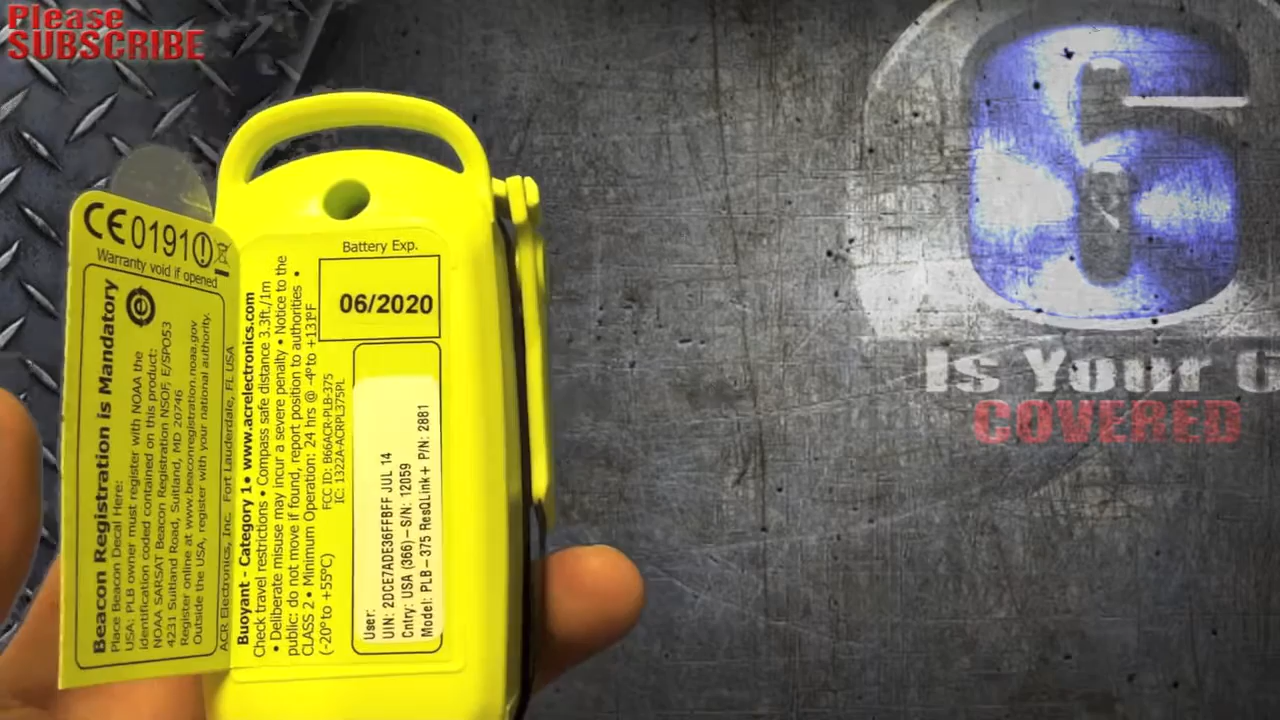 Please
SUBSCRIBE
6
Is Your G
COVERED
CE 0191
Warranty void if opened
Beacon Registration is Mandatory
Place Beacon Decal Here:
USA: PLB owner must register with NOAA the
identification coded contained on this product:
NOAA SARSAT Beacon Registration NSOF, E/SPO53
4231 Suitland Road, Suitland, MD 20746
Register online at www.beaconregistration.noaa.gov
Outside the USA, register with your national authority.
ACR Electronics, Inc. Fort Lauderdale, FL USA
Buoyant - Category 1 • www.acrelectronics.com
Check travel restrictions • Compass safe distance 3.3ft./1m
• Deliberate misuse may incur a severe penalty • Notice to the
public: do not move if found, report position to authorities •
CLASS 2 • Minimum Operation: 24 hrs @ -4°to +131°F
(-20° to +55°C)
FCC ID: B66ACR-PLB-375
IC: 1322A-ACRPL375PL
Battery Exp.
06/2020
User:
UIN: 2DCE7ADE36FFBFF JUL 14
Cntry: USA (366)-S/N: 12059
Model: PLB-375 ResQLink+ P/N: 2881